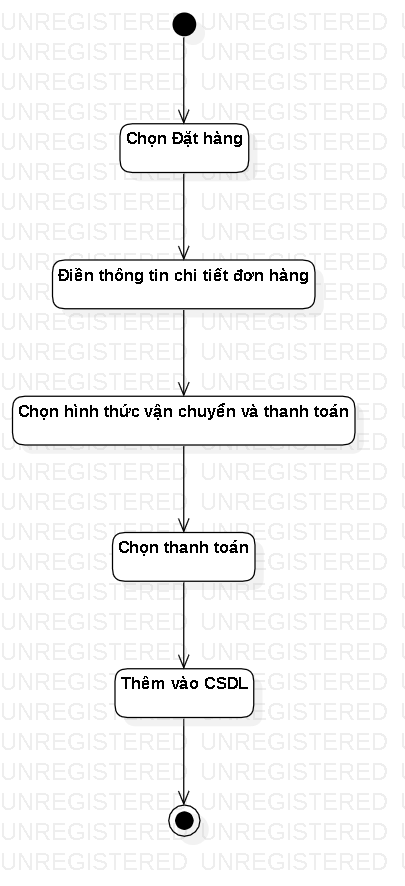 Chọn Đặt hàng
Điền thông tin chi tiết đơn hàng
Chọn hình thức vận chuyển và thanh toán
Chọn thanh toán
Thêm vào CSDL
UNREGISTERED